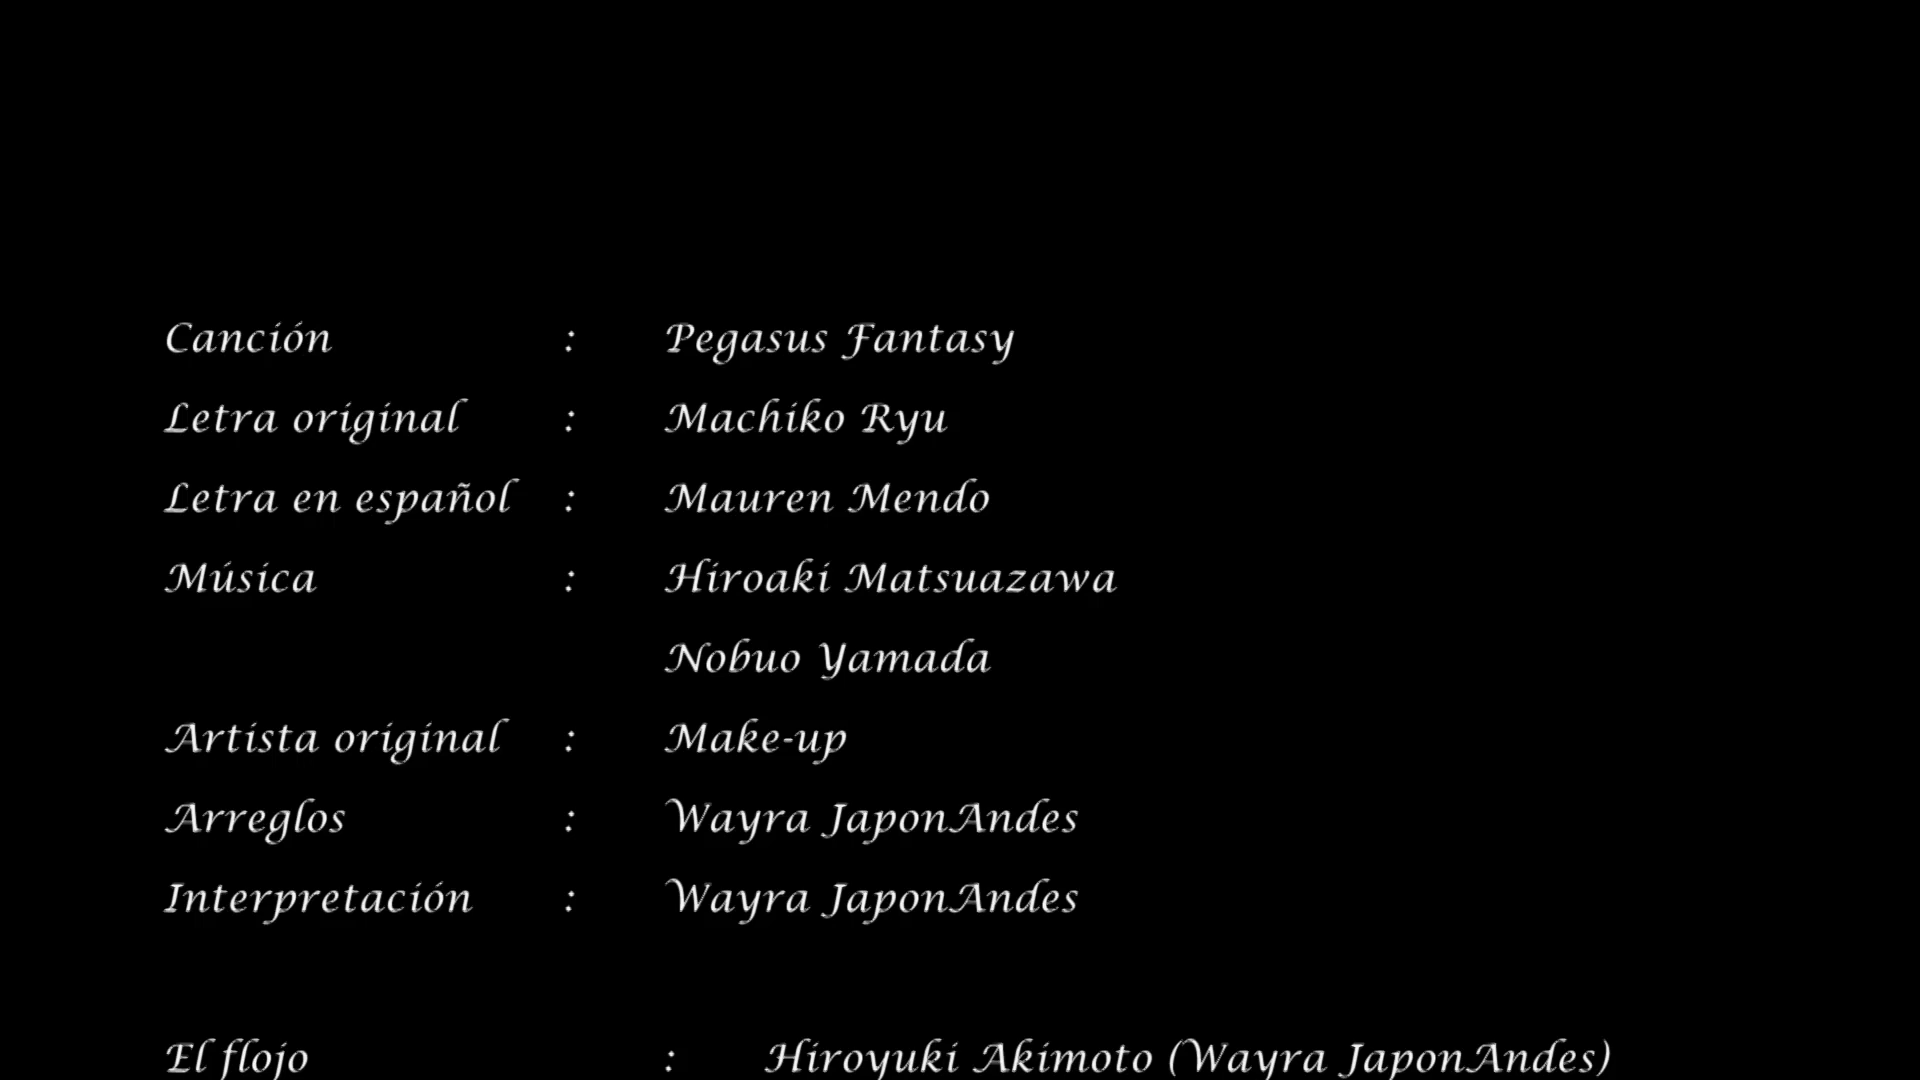 Canción : Pegasus Fantasy
Letra original : Machiko Ryu
Letra en español : Mauren Mendo
Música : Hiroaki Matsuazawa
Nobuo Yamada
Artista original : Make-up
Arreglos : Wayra JaponAndes
Interpretación : Wayra JaponAndes
El flojo : Hiroyuki Akimoto (Wayra JaponAndes)